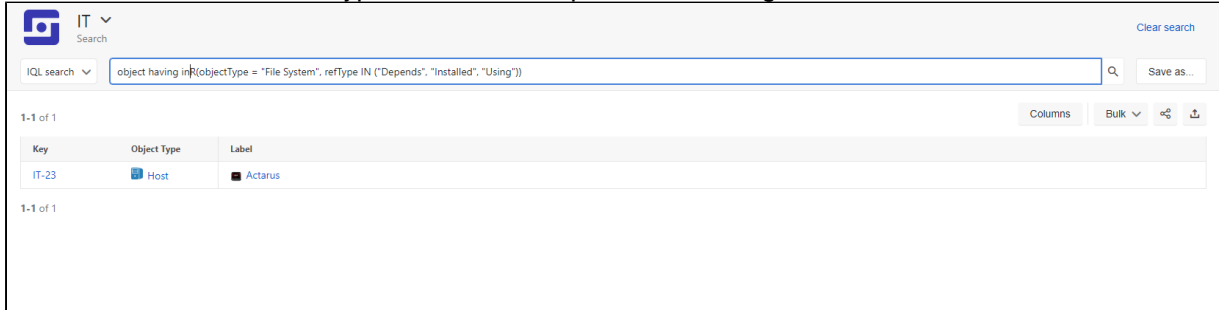 IT
Search
Clear search
IQL search
object having inR(objectType = "File System", refType IN ("Depends", "Installed", "Using"))
Save as...
1-1 of 1
Columns
Bulk
Key Object Type Label
IT-23 Host Actarus
1-1 of 1